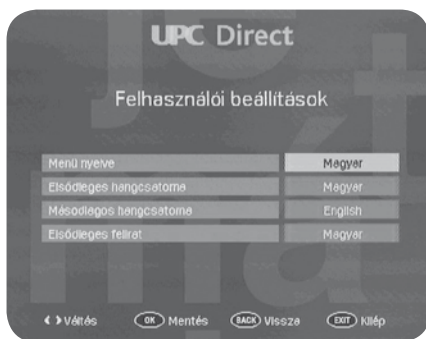 UPC Direct
Felhasználói beállítások
Menü nyelve Magyar
Elsődleges hangcsatorna Magyar
Másodlagos hangcsatorna English
Elsődleges felirat Magyar
Váltás OK Mentés BACK Vissza EXIT Kilép